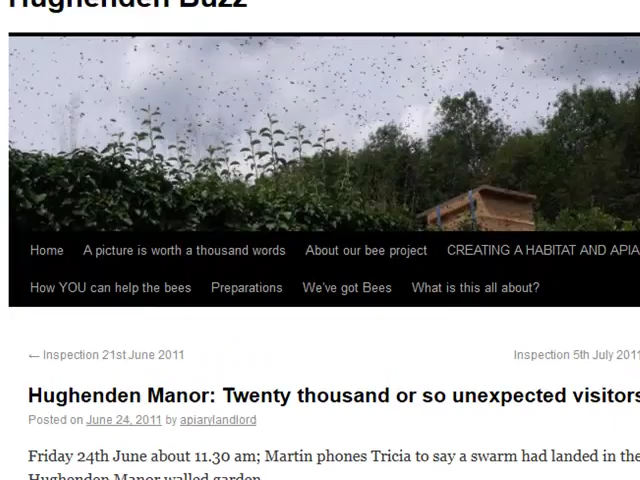 Hughenden Buzz
Home A picture is worth a thousand words About our bee project CREATING A HABITAT AND APIA
How YOU can help the bees Preparations We've got Bees What is this all about?
← Inspection 21st June 2011 Inspection 5th July 2011
Hughenden Manor: Twenty thousand or so unexpected visitors
Posted on June 24, 2011 by apiarylandlord
Friday 24th June about 11.30 am; Martin phones Tricia to say a swarm had landed in the
Hughenden Manor walled garden